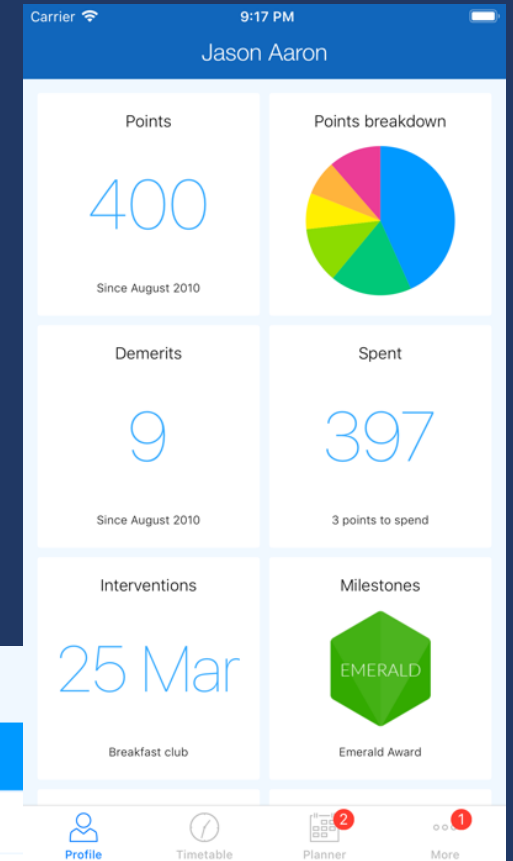 Carrier 9:17 PM
Jason Aaron
Points
400
Since August 2010
Points breakdown
Demerits
9
Since August 2010
Spent
397
3 points to spend
Interventions
25 Mar
Breakfast club
Milestones
EMERALD
Emerald Award
Profile
Timetable
2
Planner
1
More